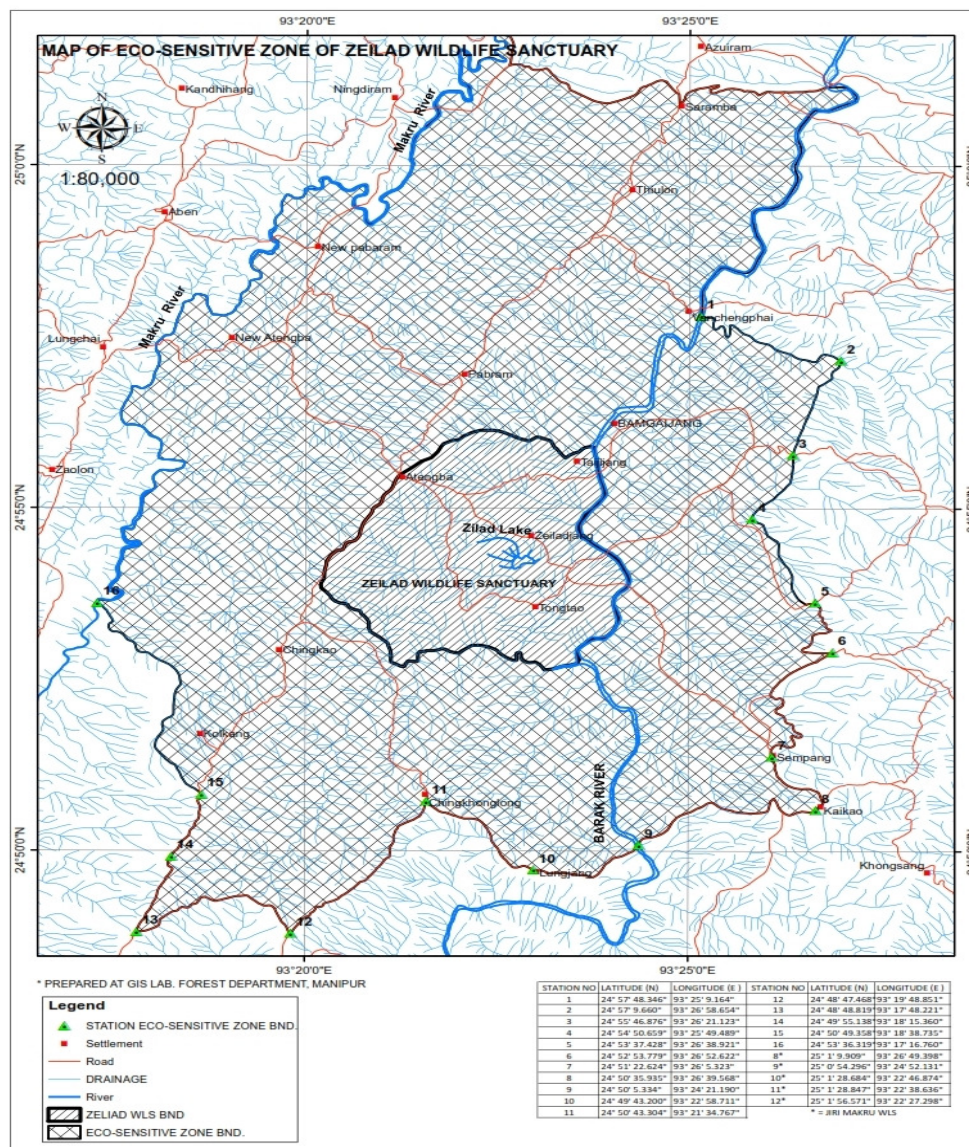 93°20'0"E 93°25'0"E
MAP OF ECO-SENSITIVE ZONE OF ZEILAD WILDLIFE SANCTUARY
Azuiram
Kandhihang
Ningdiram
Saramba
N
W E
S
Makru River
25°0'0"N
1:80,000
Thiulon
Aben
New pabaram
Makru River
1
Vanchengphai
Lungchai
New Atengba
2
Pabram
BAMGAIJANG
3
Taijijang
Zaolon
Atengba
24°55'0"N
4
Zilad Lake
Zeiladjang
ZEILAD WILDLIFE SANCTUARY
16
5
Tongtao
6
Chingkao
Kolkang
7
Sempang
15
11
Chingkhonglong
8
Kaikao
BARAK RIVER
9
14
24°50'0"N
10
Lungjang
Khongsang
13
12
93°20'0"E 93°25'0"E
* PREPARED AT GIS LAB. FOREST DEPARTMENT, MANIPUR
Legend
STATION ECO-SENSITIVE ZONE BND.
Settlement
Road
DRAINAGE
River
ZELIAD WLS BND
ECO-SENSITIVE ZONE BND.
STATION NO LATITUDE (N) LONGITUDE (E ) STATION NO LATITUDE (N) LONGITUDE (E )
1 24° 57' 48.346" 93° 25' 9.164" 12 24° 48' 47.468" 93° 19' 48.851"
2 24° 57' 9.660" 93° 26' 58.654" 13 24° 48' 48.819" 93° 17' 48.221"
3 24° 55' 46.876" 93° 26' 21.123" 14 24° 49' 55.138" 93° 18' 15.360"
4 24° 54' 50.659" 93° 25' 49.489" 15 24° 50' 49.358" 93° 18' 38.735"
5 24° 53' 37.428" 93° 26' 38.921" 16 24° 53' 36.319" 93° 17' 16.760"
6 24° 52' 53.779" 93° 26' 52.622" 8* 25° 1' 9.909" 93° 26' 49.398"
7 24° 51' 22.624" 93° 26' 5.323" 9* 25° 0' 54.296" 93° 24' 52.131"
8 24° 50' 35.935" 93° 26' 39.568" 10* 25° 1' 28.684" 93° 22' 46.874"
9 24° 50' 5.334" 93° 24' 21.190" 11* 25° 1' 28.847" 93° 22' 38.636"
10 24° 49' 43.200" 93° 22' 58.711" 12* 25° 1' 56.571" 93° 22' 27.298"
11 24° 50' 43.304" 93° 21' 34.767" * = JIRI MAKRU WLS